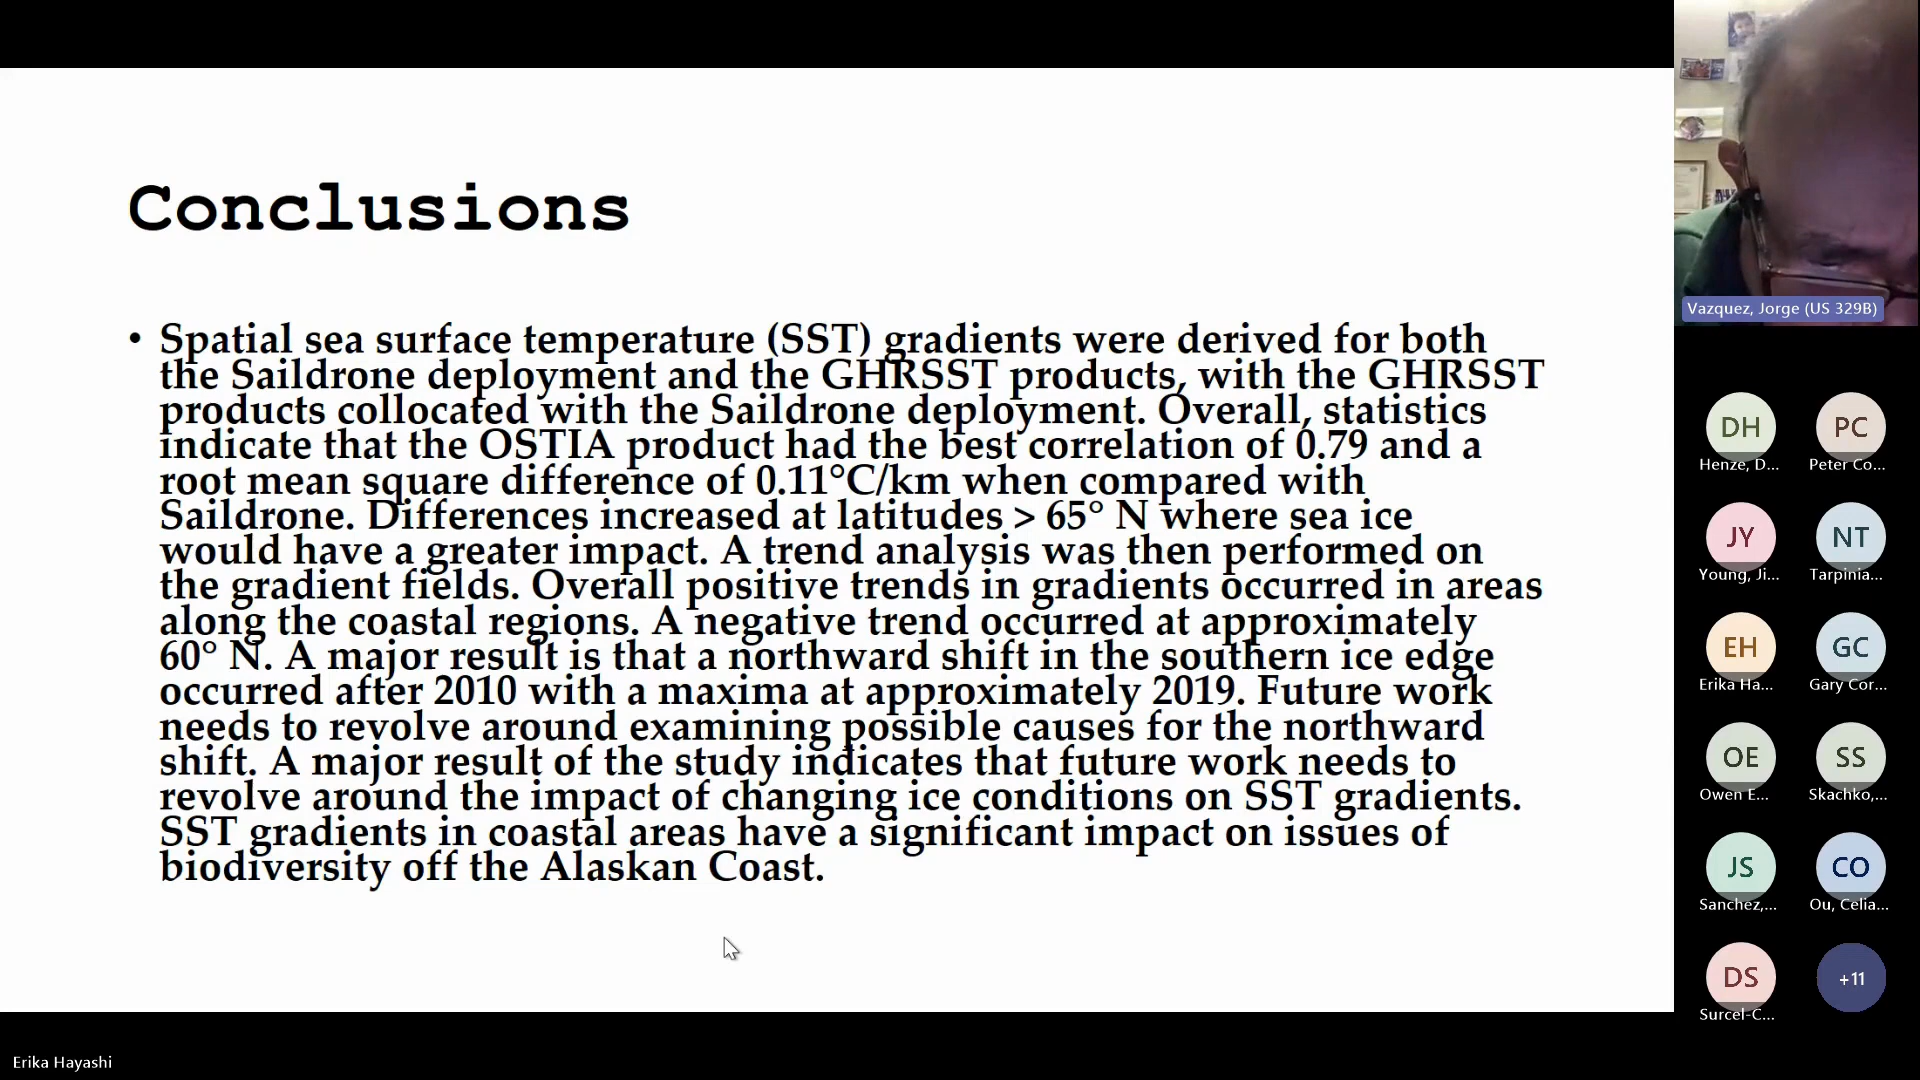 Conclusions
• Spatial sea surface temperature (SST) gradients were derived for both
the Saildrone deployment and the GHRSST products, with the GHRSST
products collocated with the Saildrone deployment. Overall, statistics
indicate that the OSTIA product had the best correlation of 0.79 and a
root mean square difference of 0.11°C/km when compared with
Saildrone. Differences increased at latitudes > 65° N where sea ice
would have a greater impact. A trend analysis was then performed on
the gradient fields. Overall positive trends in gradients occurred in areas
along the coastal regions. A negative trend occurred at approximately
60° N. A major result is that a northward shift in the southern ice edge
occurred after 2010 with a maxima at approximately 2019. Future work
needs to revolve around examining possible causes for the northward
shift. A major result of the study indicates that future work needs to
revolve around the impact of changing ice conditions on SST gradients.
SST gradients in coastal areas have a significant impact on issues of
biodiversity off the Alaskan Coast.
Vazquez, Jorge (US 329B)
DH PC
Henze, D... Peter Co...
JY NT
Young, Ji... Tarpinia...
EH GC
Erika Ha... Gary Cor...
OE SS
Owen E... Skachko,...
JS CO
Sanchez,... Ou, Celia...
DS +11
Surcel-C...
Erika Hayashi